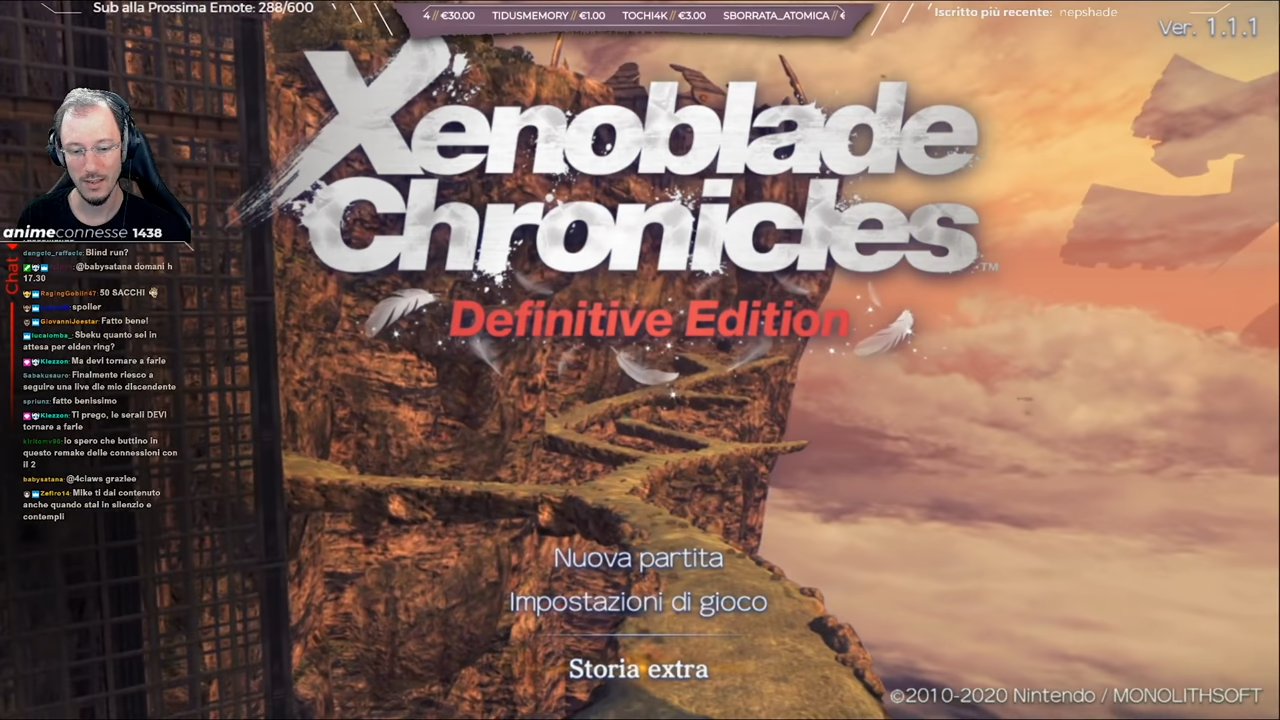 Sub alla Prossima Emote: 288/600
4 // €30.00 TIDUSMEMORY // €1.00 TOCHI4K // €3.00 SBORRATA_ATOMICA // €
Iscritto più recente: nepshade
Ver. 1.1.1
Xenoblade
Chronicles™
Definitive Edition
animeconnesse 1438
Chat
dangelo_raffaele: Blind run?
@babysatana domani h
17.30
RagingGoblin47: 50 SACCHI
spoiler
GiovanniJoestar: Fatto bene!
lucalomba_: Sbeku quanto sei in
attesa per elden ring?
Klezzon: Ma devi tornare a farle
Sabakusauro: Finalmente riesco a
seguire una live die mio discendente
spriunz: fatto benissimo
Klezzon: Ti prego, le serali DEVI
tornare a farle
io spero che buttino in
questo remake delle connessioni con
il 2
babysatana: @4claws grazIee
Zefiro14: Mike ti dai contenuto
anche quando stai in silenzio e
contempli
Nuova partita
Impostazioni di gioco
Storia extra
©2010-2020 Nintendo / MONOLITHSOFT